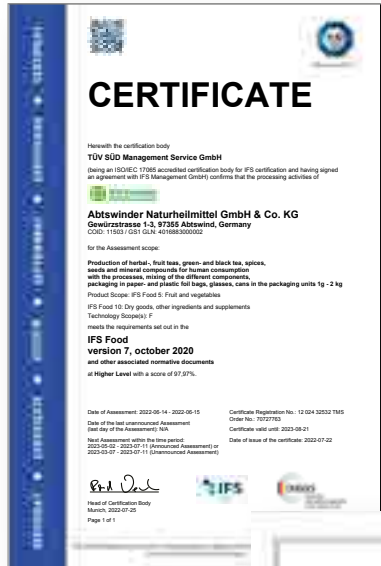 CERTIFICATE
Herewith the certification body
TÜV SÜD Management Service GmbH
(being an ISO/IEC 17065 accredited certification body for IFS certification and having signed
an agreement with IFS Management GmbH) confirms that the processing activities of
Abtswinder Naturheilmittel GmbH & Co. KG
Gewürzstrasse 1-3, 97355 Abtswind, Germany
COID: 11503 / GS1 GLN: 4016883000002
for the Assessment scope:
Production of herbal-, fruit teas, green- and black tea, spices,
seeds and mineral compounds for human consumption
with the processes, mixing of the different components,
packaging in paper- and plastic foil bags, glasses, cans in the packaging units 1g - 2 kg
Product Scope: IFS Food 5: Fruit and vegetables
IFS Food 10: Dry goods, other ingredients and supplements
Technology Scope(s): F
meets the requirements set out in the
IFS Food
version 7, october 2020
and other associated normative documents
at Higher Level with a score of 97,97%.
Date of Assessment: 2022-06-14 - 2022-06-15
Date of the last unannounced Assessment
(last day of the Assessment): N/A
Next Assessment within the time period:
2023-05-02 - 2023-07-11 (Announced Assessment) or
2023-03-07 - 2023-07-11 (Unannounced Assessment)
Certificate Registration No.: 12 024 32532 TMS
Order No.: 70727763
Certificate valid until: 2023-08-21
Date of issue of the certificate: 2022-07-22
Head of Certification Body
Munich, 2022-07-25
Page 1 of 1
IFS